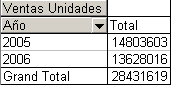 Ventas Unidades
Año Total
2005 14803603
2006 13628016
Grand Total 28431619